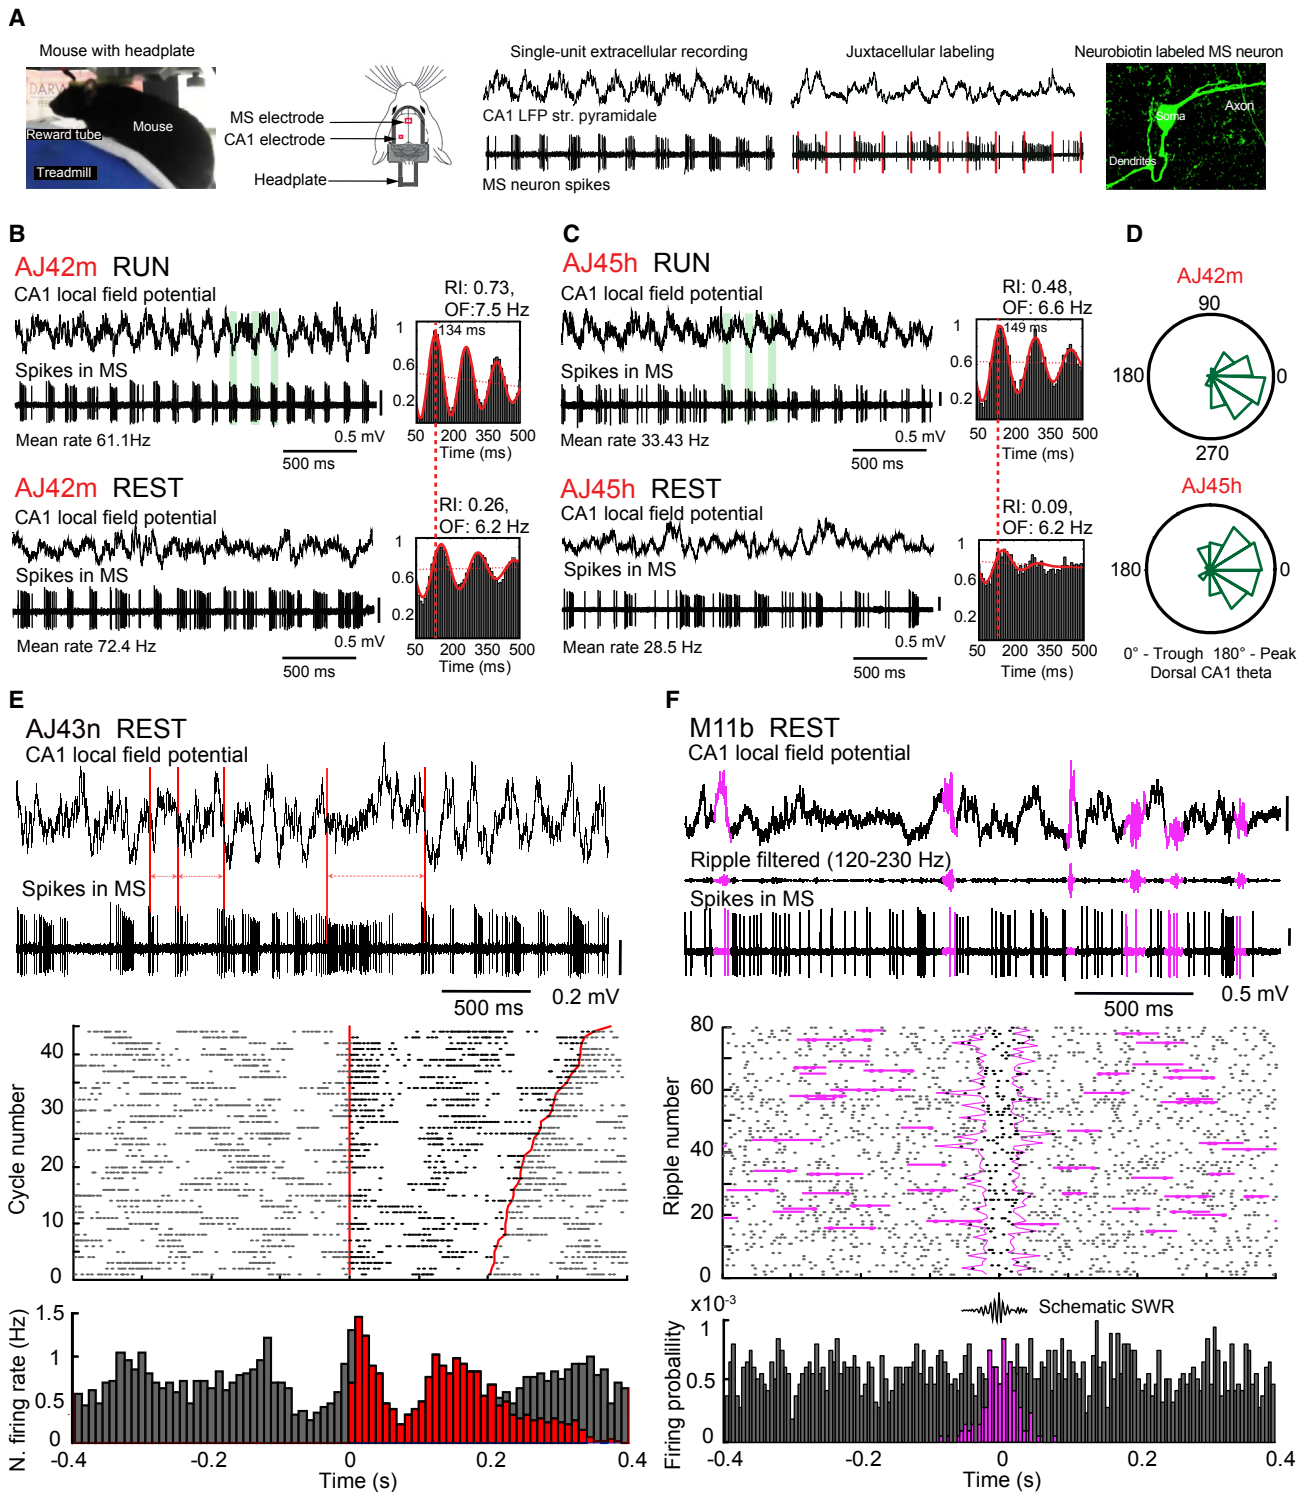 A
Mouse with headplate
DARW
Reward tube
Mouse
Treadmill
MS electrode
CA1 electrode
Headplate
Single-unit extracellular recording
CA1 LFP str. pyramidale
MS neuron spikes
Juxtacellular labeling
Neurobiotin labeled MS neuron
Soma
Axon
Dendrites
B
AJ42m RUN
CA1 local field potential
Spikes in MS
Mean rate 61.1Hz
0.5 mV
500 ms
RI: 0.73,
OF:7.5 Hz
134 ms
1
0.6
0.2
50 200 350 500
Time (ms)
AJ42m REST
CA1 local field potential
Spikes in MS
Mean rate 72.4 Hz
0.5 mV
500 ms
RI: 0.26,
OF: 6.2 Hz
1
0.6
0.2
50 200 350 500
Time (ms)
C
AJ45h RUN
CA1 local field potential
Spikes in MS
Mean rate 33.43 Hz
0.5 mV
500 ms
RI: 0.48,
OF: 6.6 Hz
149 ms
1
0.6
0.2
50 200 350 500
Time (ms)
AJ45h REST
CA1 local field potential
Spikes in MS
Mean rate 28.5 Hz
0.5 mV
500 ms
RI: 0.09,
OF: 6.2 Hz
1
0.6
0.2
50 200 350 500
Time (ms)
D
AJ42m
90
180
0
270
AJ45h
180
0
0° - Trough 180° - Peak
Dorsal CA1 theta
E
AJ43n REST
CA1 local field potential
Spikes in MS
500 ms
0.2 mV
Cycle number
40
30
20
10
0
N. firing rate (Hz)
1.5
1
0.5
0
-0.4 -0.2 0 0.2 0.4
Time (s)
F
M11b REST
CA1 local field potential
Ripple filtered (120-230 Hz)
Spikes in MS
500 ms
0.5 mV
Ripple number
80
60
40
20
0
x10-3
Schematic SWR
Firing probalility
1
0.5
0
-0.4 -0.2 0 0.2 0.4
Time (s)